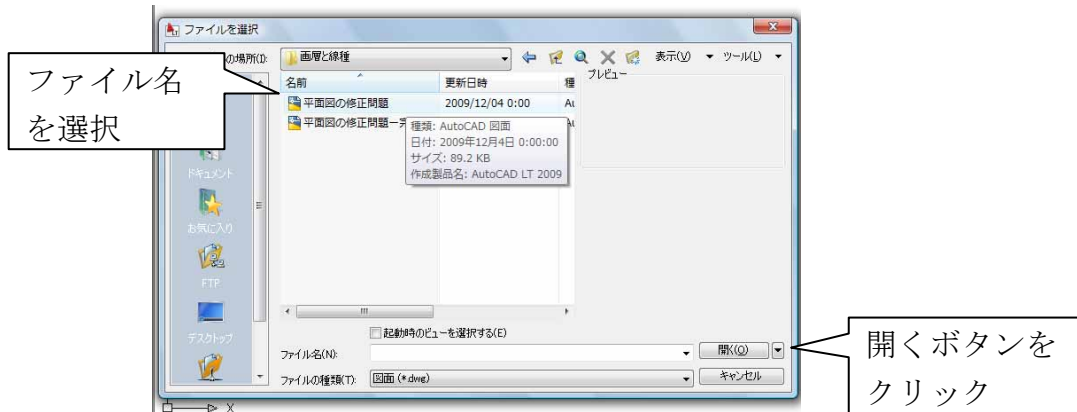 ファイルを選択
の場所(I):
画層と線種
表示(V)
ツール(L)
ファイル名
を選択
名前
更新日時
種
プレビュー
平面図の修正問題
2009/12/04 0:00
平面図の修正問題-完
種類: AutoCAD 図面
日付: 2009年12月4日 0:00:00
サイズ: 89.2 KB
作成製品名: AutoCAD LT 2009
ドキュメント
お気に入り
FTP
デスクトップ
起動時のビューを選択する(E)
ファイル名(N):
開く(O)
ファイルの種類(T):
図面 (*.dwg)
キャンセル
開くボタンを
クリック
X